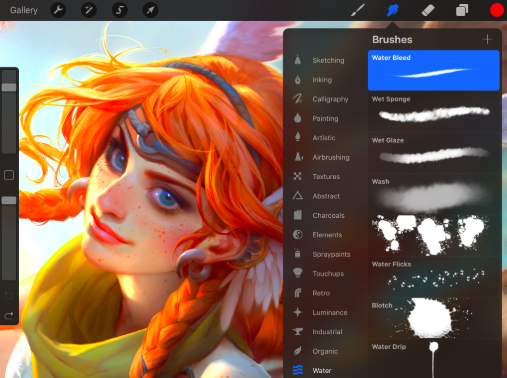 Gallery
Brushes
Sketching
Inking
Calligraphy
Painting
Artistic
Airbrushing
Textures
Abstract
Charcoals
Elements
Spraypaints
Touchups
Retro
Luminance
Industrial
Organic
Water
Water Bleed
Wet Sponge
Wet Glaze
Wash
Water Flicks
Blotch
Water Drip